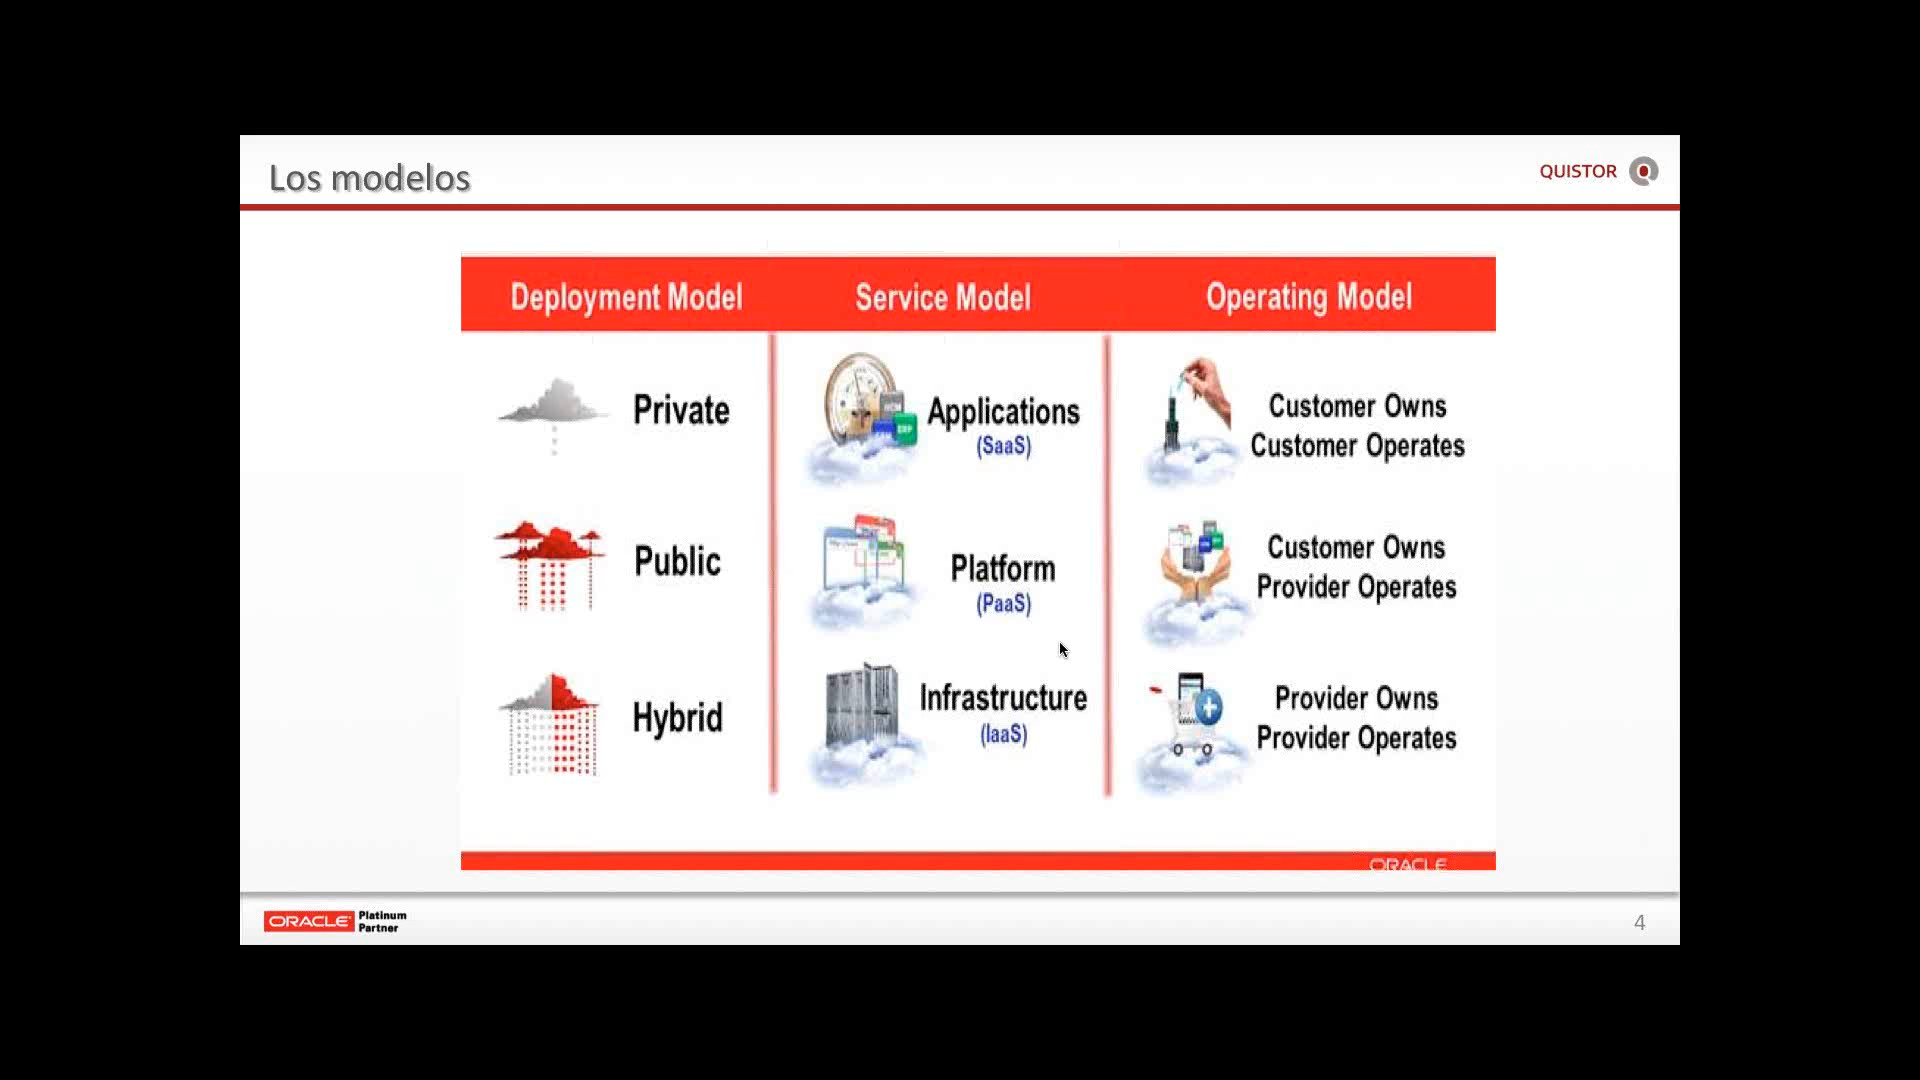 Los modelos
QUISTOR
Deployment Model
Service Model
Operating Model
Private
Applications
(SaaS)
Customer Owns
Customer Operates
Public
Platform
(PaaS)
Customer Owns
Provider Operates
Hybrid
Infrastructure
(IaaS)
Provider Owns
Provider Operates
ERP
ORACLE
ORACLE Platinum
Partner
4